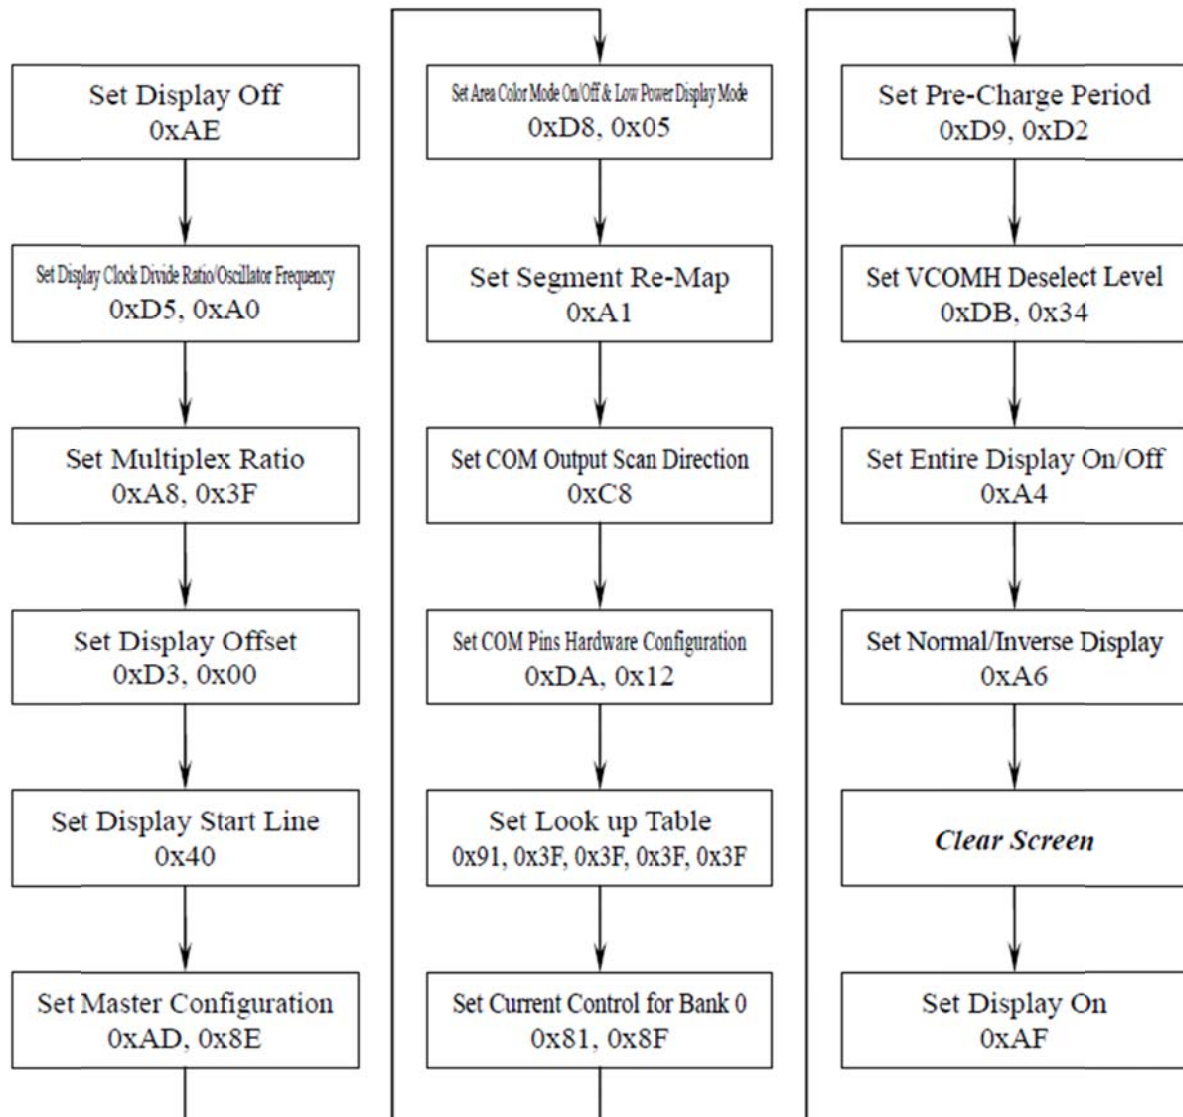 Set Display Off
0xAE
Set Display Clock Divide Ratio/Oscillator Frequency
0xD5, 0xA0
Set Multiplex Ratio
0xA8, 0x3F
Set Display Offset
0xD3, 0x00
Set Display Start Line
0x40
Set Master Configuration
0xAD, 0x8E
Set Area Color Mode On/Off & Low Power Display Mode
0xD8, 0x05
Set Segment Re-Map
0xA1
Set COM Output Scan Direction
0xC8
Set COM Pins Hardware Configuration
0xDA, 0x12
Set Look up Table
0x91, 0x3F, 0x3F, 0x3F, 0x3F
Set Current Control for Bank 0
0x81, 0x8F
Set Pre-Charge Period
0xD9, 0xD2
Set VCOMH Deselect Level
0xDB, 0x34
Set Entire Display On/Off
0xA4
Set Normal/Inverse Display
0xA6
Clear Screen
Set Display On
0xAF